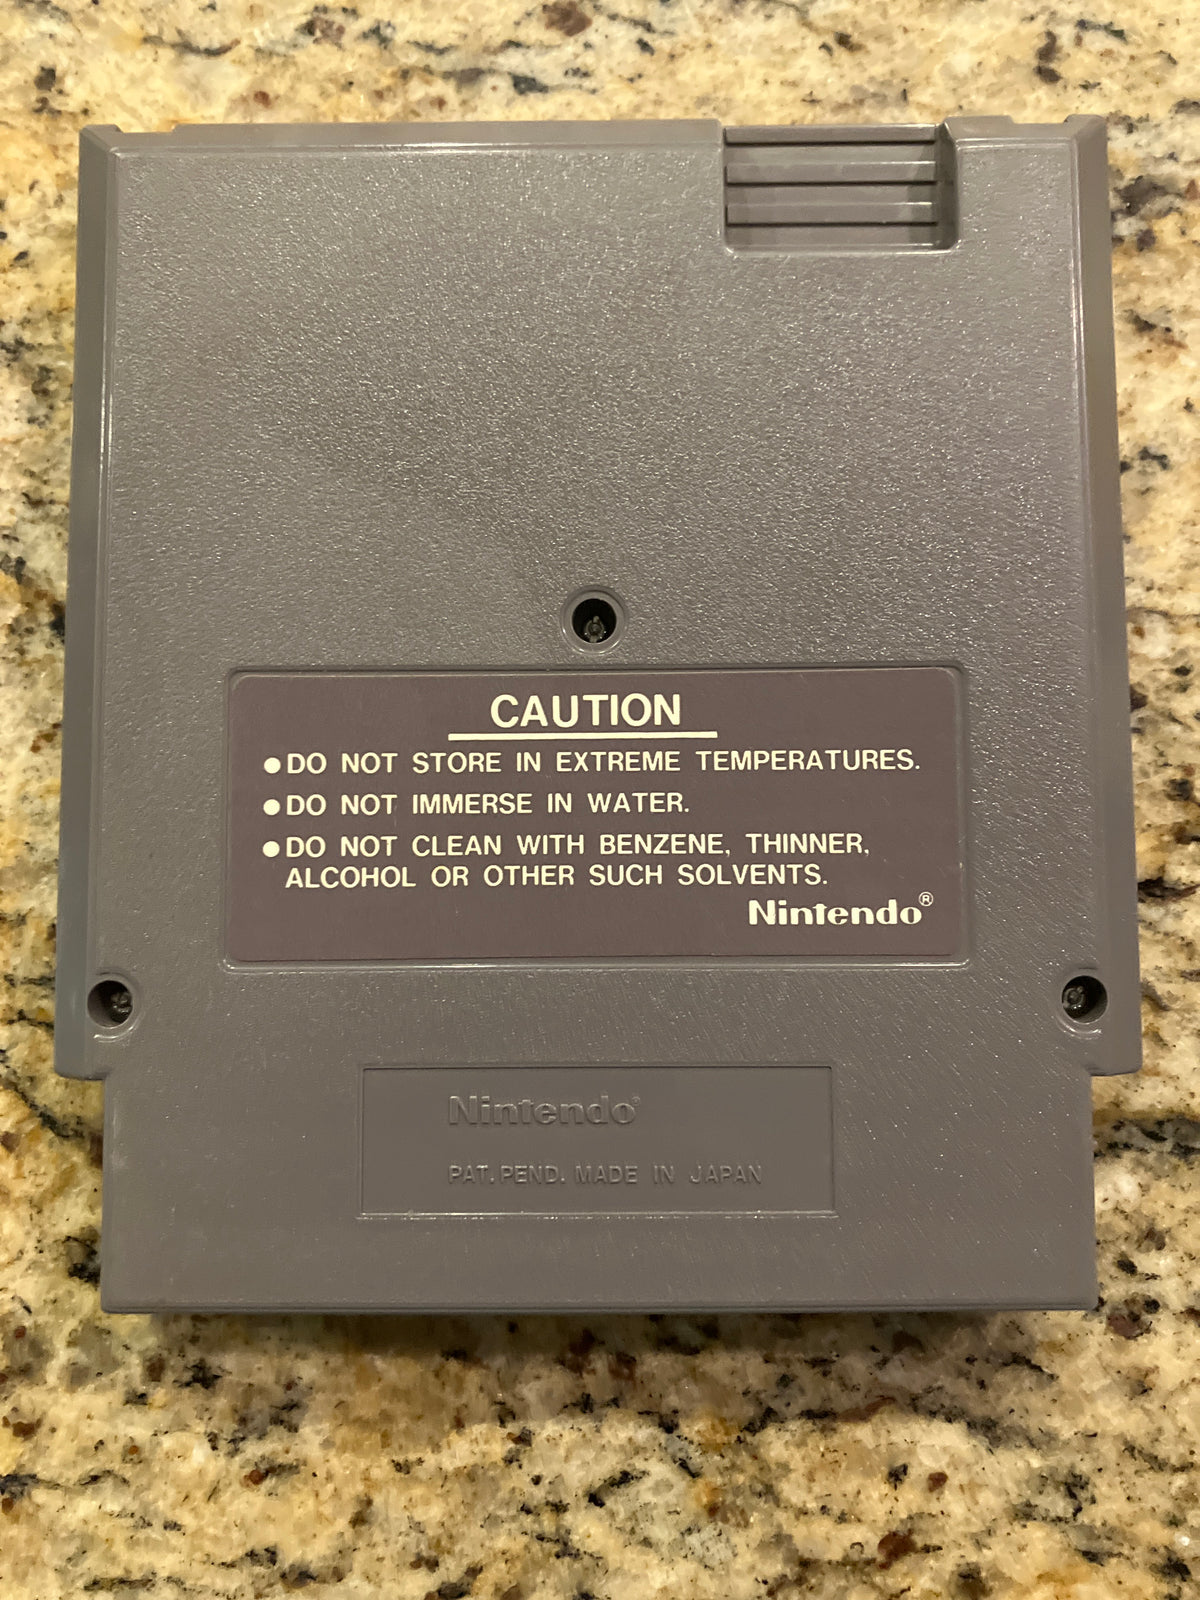 CAUTION
●DO NOT STORE IN EXTREME TEMPERATURES.
●DO NOT IMMERSE IN WATER.
●DO NOT CLEAN WITH BENZENE, THINNER,
ALCOHOL OR OTHER SUCH SOLVENTS.
Nintendo®
Nintendo®
PAT. PEND. MADE IN JAPAN